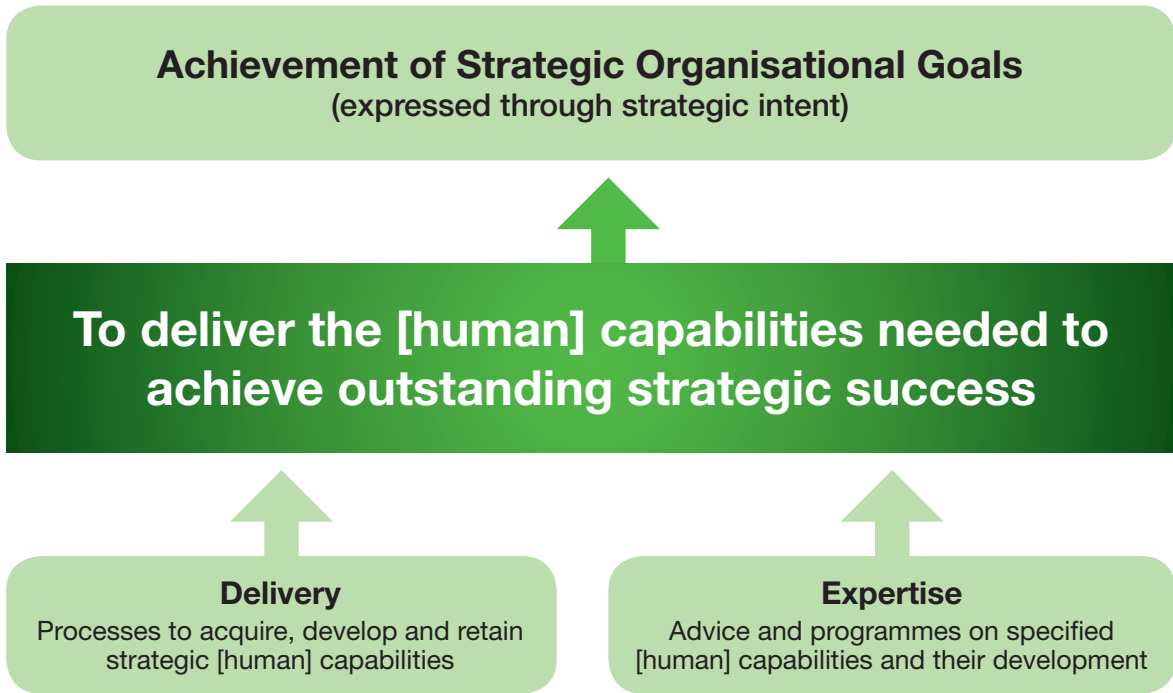 Achievement of Strategic Organisational Goals
(expressed through strategic intent)
To deliver the [human] capabilities needed to
achieve outstanding strategic success
Delivery
Processes to acquire, develop and retain
strategic [human] capabilities
Expertise
Advice and programmes on specified
[human] capabilities and their development